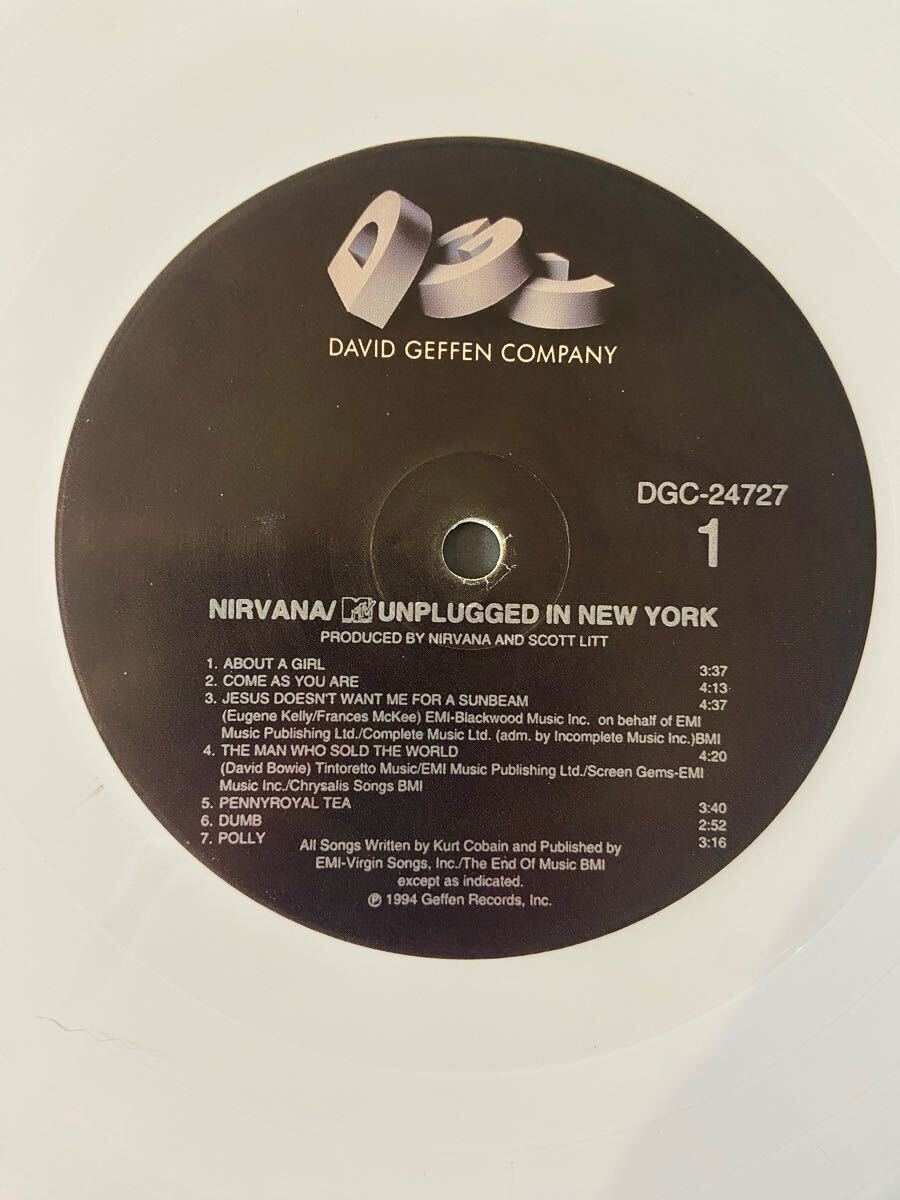 DGC
DAVID GEFFEN COMPANY
DGC-24727
1
NIRVANA/ MTV UNPLUGGED IN NEW YORK
PRODUCED BY NIRVANA AND SCOTT LITT
1. ABOUT A GIRL 3:37
2. COME AS YOU ARE 4:13
3. JESUS DOESN'T WANT ME FOR A SUNBEAM 4:37
(Eugene Kelly/Frances McKee) EMI-Blackwood Music Inc. on behalf of EMI
Music Publishing Ltd./Complete Music Ltd. (adm. by Incomplete Music Inc.)BMI
4. THE MAN WHO SOLD THE WORLD 4:20
(David Bowie) Tintoretto Music/EMI Music Publishing Ltd./Screen Gems-EMI
Music Inc./Chrysalis Songs BMI
5. PENNYROYAL TEA 3:40
6. DUMB 2:52
7. POLLY 3:16
All Songs Written by Kurt Cobain and Published by
EMI-Virgin Songs, Inc./The End Of Music BMI
except as indicated.
℗ 1994 Geffen Records, Inc.